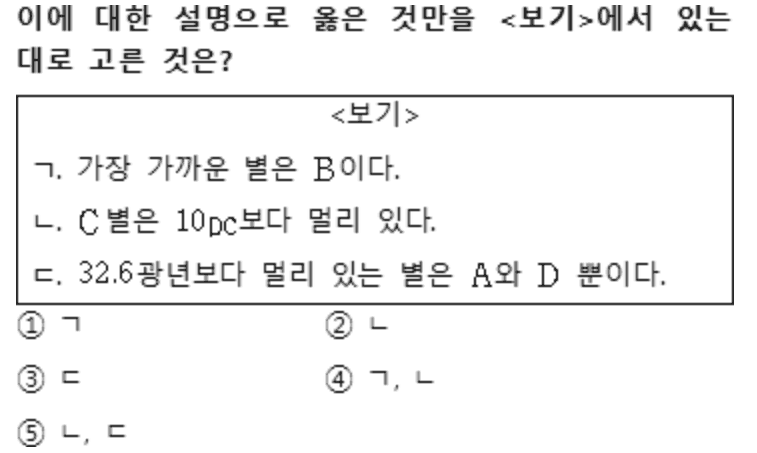 이에 대한 설명으로 옳은 것만을 <보기>에서 있는
대로 고른 것은?
<보기>
ㄱ. 가장 가까운 별은 B이다.
ㄴ. C별은 10pc보다 멀리 있다.
ㄷ. 32.6광년보다 멀리 있는 별은 A와 D 뿐이다.
① ㄱ ② ㄴ
③ ㄷ ④ ㄱ, ㄴ
⑤ ㄴ, ㄷ